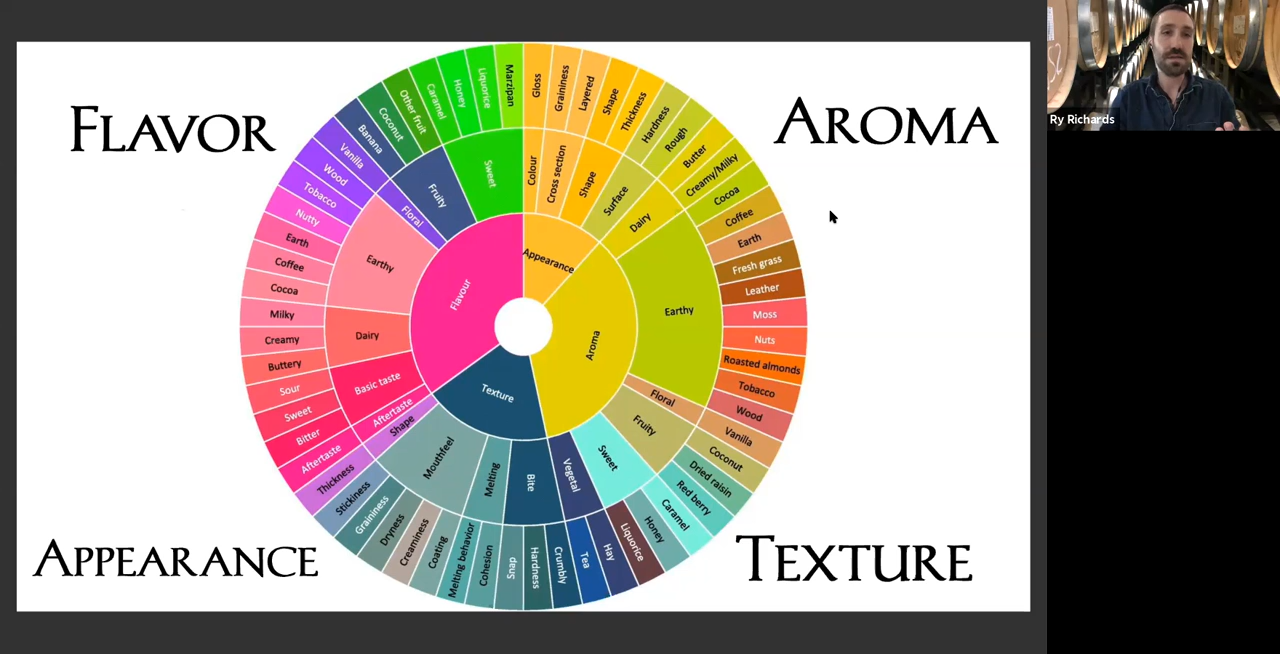 FLAVOR
AROMA
APPEARANCE
TEXTURE
Ry Richards
Appearance
Aroma
Texture
Flavour
Colour
Cross section
Shape
Surface
Dairy
Earthy
Floral
Fruity
Sweet
Vegetal
Bite
Melting
Mouthfeel
Shape
Aftertaste
Basic taste
Dairy
Earthy
Floral
Fruity
Sweet
Gloss
Graininess
Layered
Shape
Thickness
Hardness
Rough
Butter
Creamy/Milky
Cocoa
Coffee
Earth
Fresh grass
Leather
Moss
Nuts
Roasted almonds
Tobacco
Wood
Vanilla
Coconut
Dried raisin
Red berry
Caramel
Honey
Liquorice
Hay
Tea
Crumbly
Hardness
Snap
Cohesion
Melting behavior
Coating
Creaminess
Dryness
Graininess
Stickiness
Thickness
Aftertaste
Bitter
Sweet
Sour
Buttery
Creamy
Milky
Cocoa
Coffee
Earth
Nutty
Tobacco
Wood
Vanilla
Banana
Coconut
Other fruit
Caramel
Honey
Liquorice
Marzipan